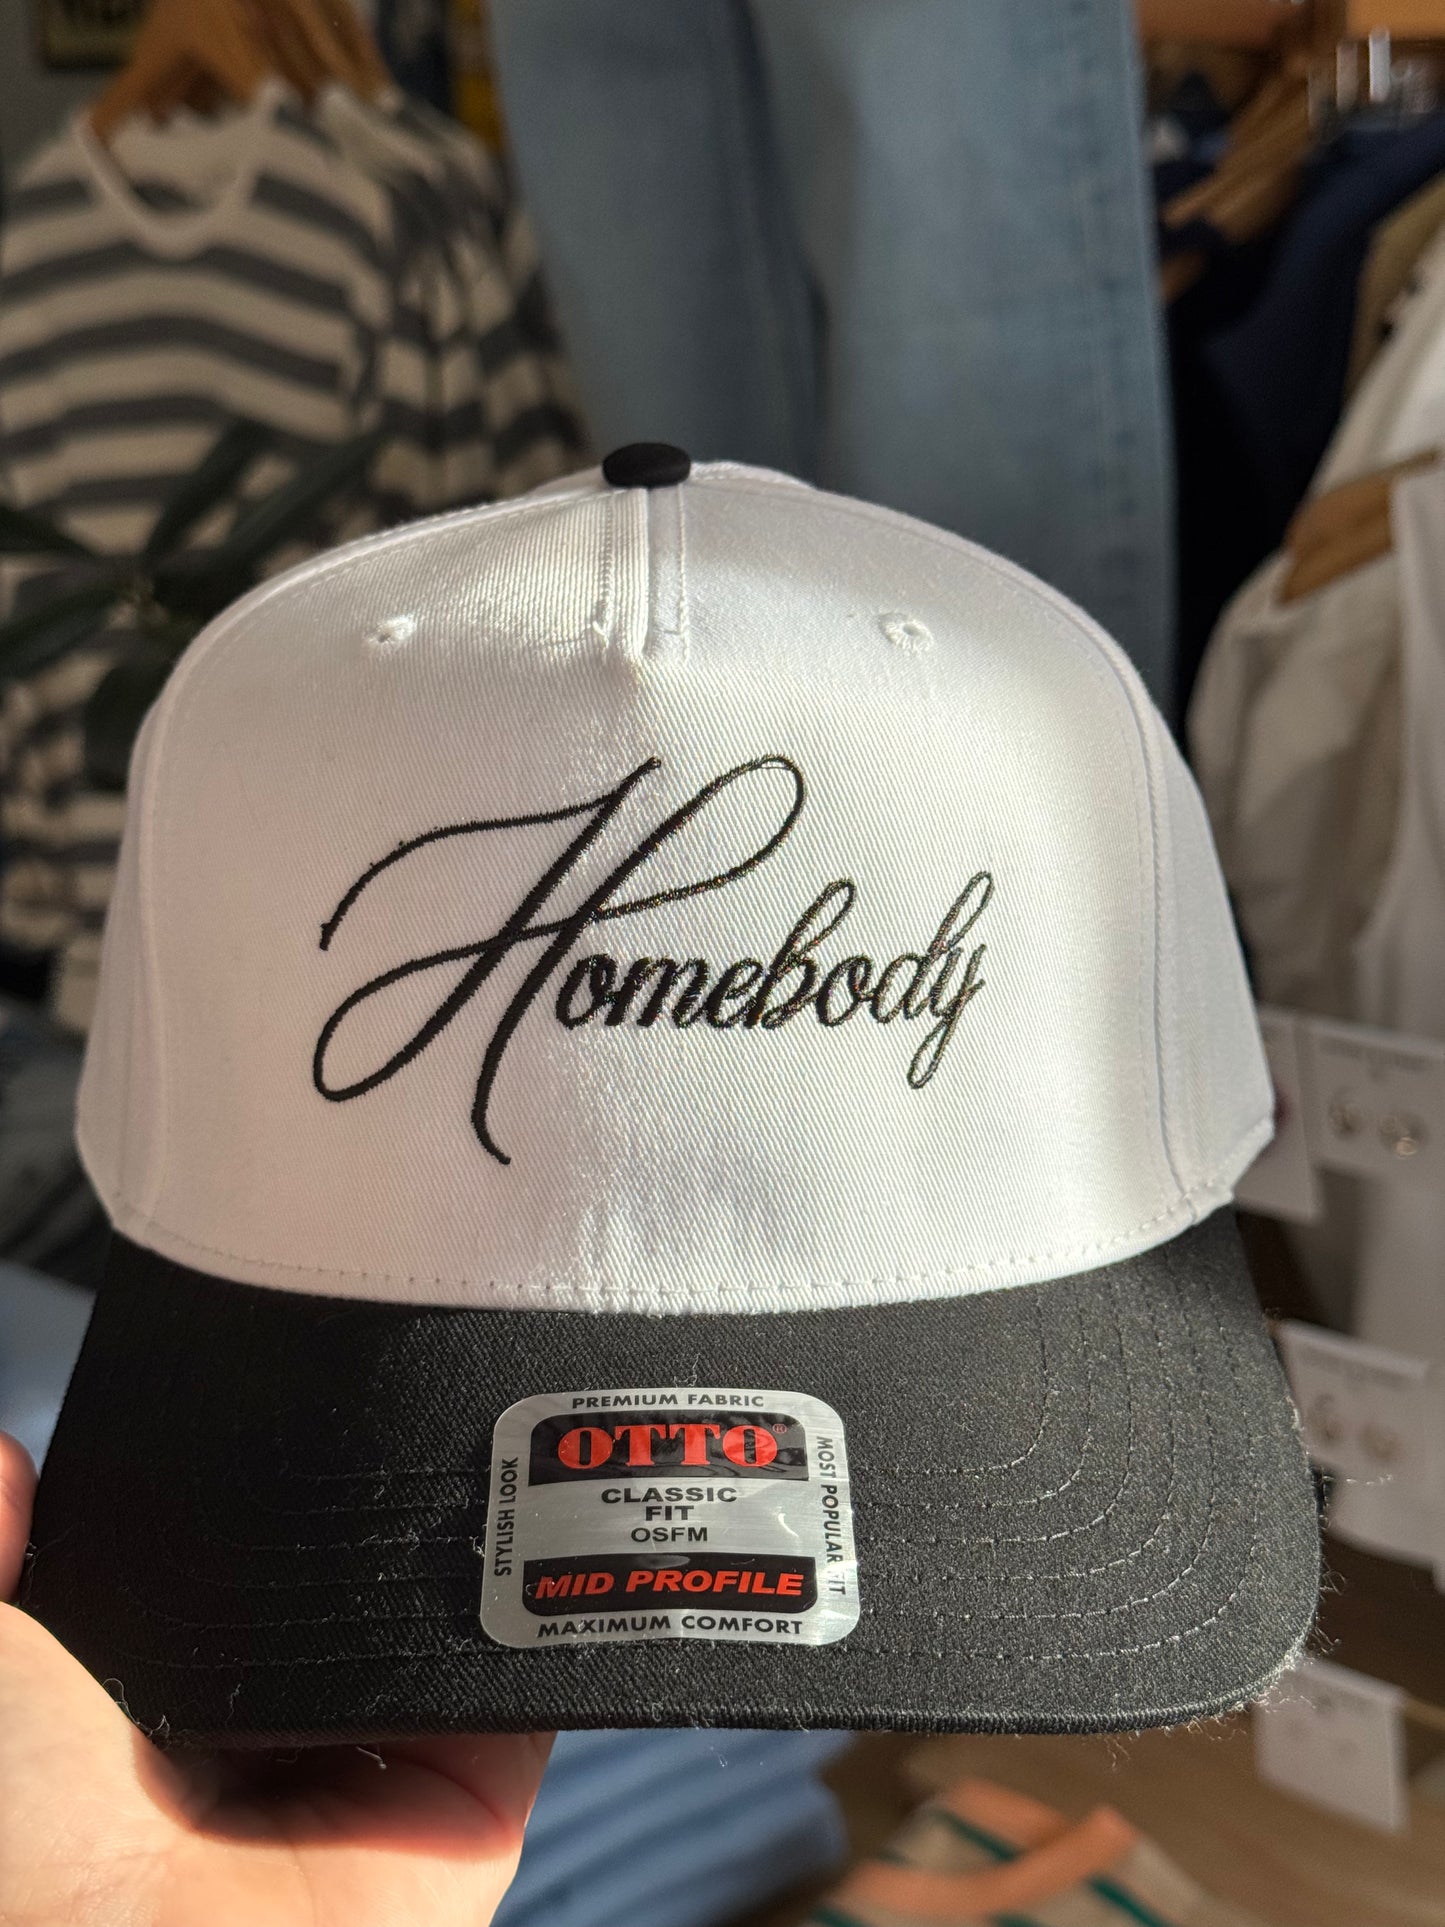 Homebody
PREMIUM FABRIC
OTTO®
STYLISH LOOK
CLASSIC
FIT
OSFM
MOST POPULAR FIT
MID PROFILE
MAXIMUM COMFORT